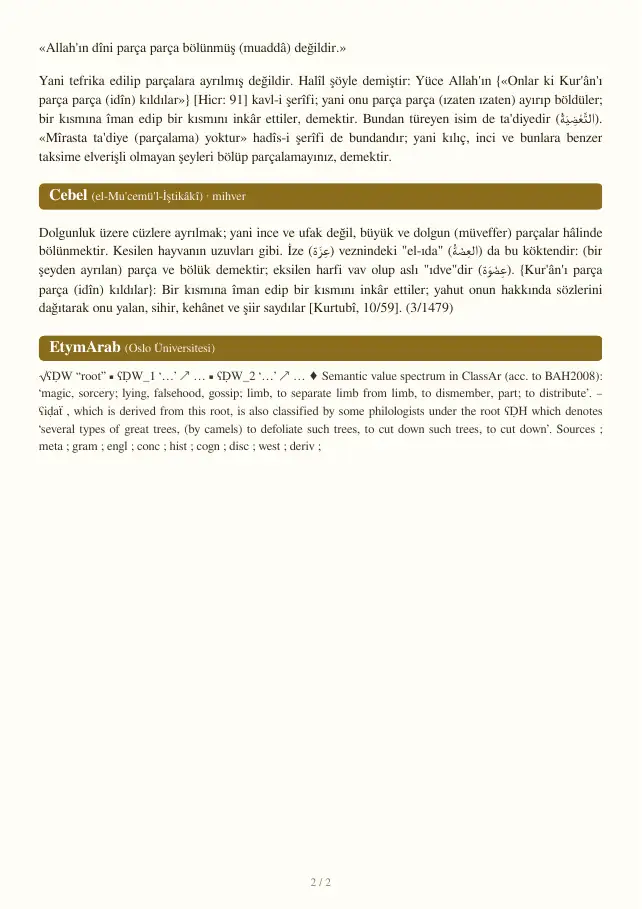 «Allah'ın dîni parça parça bölünmüş (muaddâ) değildir.»
Yani tefrika edilip parçalara ayrılmış değildir. Halîl şöyle demiştir: Yüce Allah'ın {«Onlar ki Kur'ân'ı
parça parça (idîn) kıldılar»} [Hicr: 91] kavl-i şerîfi; yani onu parça parça (ızaten ızaten) ayırıp böldüler;
bir kısmına îman edip bir kısmını inkâr ettiler, demektir. Bundan türeyen isim de ta'diyedir (التَّعْضِيَةُ).
«Mîrasta ta'diye (parçalama) yoktur» hadîs-i şerîfi de bundandır; yani kılıç, inci ve bunlara benzer
taksime elverişli olmayan şeyleri bölüp parçalamayınız, demektir.
Cebel (el-Mu'cemü'l-İştikâkî) · mihver
Dolgunluk üzere cüzlere ayrılmak; yani ince ve ufak değil, büyük ve dolgun (müveffer) parçalar hâlinde
bölünmektir. Kesilen hayvanın uzuvları gibi. İze (عِزَة) veznindeki "el-ıda" (العِضَةُ) da bu köktendir: (bir
şeyden ayrılan) parça ve bölük demektir; eksilen harfi vav olup aslı "ıdve"dir (عِضْوَة). {Kur'ân'ı parça
parça (idîn) kıldılar}: Bir kısmına îman edip bir kısmını inkâr ettiler; yahut onun hakkında sözlerini
dağıtarak onu yalan, sihir, kehânet ve şiir saydılar [Kurtubî, 10/59]. (3/1479)
EtymArab (Oslo Üniversitesi)
√ʕḌW “root” ▪ ʕḌW_1 ‘…’ ↗ … ▪ ʕḌW_2 ‘…’ ↗ … ♦ Semantic value spectrum in ClassAr (acc. to BAH2008):
‘magic, sorcery; lying, falsehood, gossip; limb, to separate limb from limb, to dismember, part; to distribute’. –
ʕiḍaẗ , which is derived from this root, is also classified by some philologists under the root ʕḌH which denotes
‘several types of great trees, (by camels) to defoliate such trees, to cut down such trees, to cut down’. Sources ;
meta ; gram ; engl ; conc ; hist ; cogn ; disc ; west ; deriv ;
2 / 2